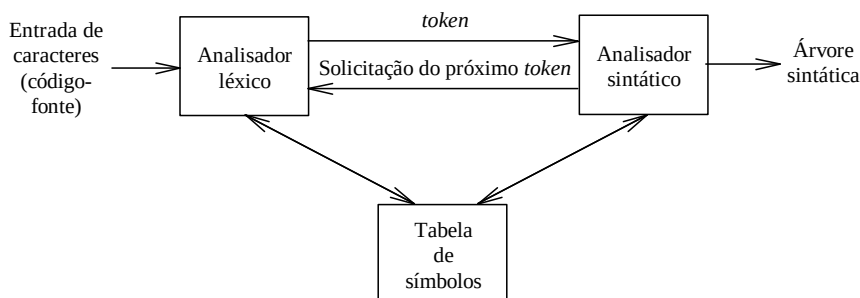 Entrada de
caracteres
(código-
fonte)
Analisador
léxico
token
Solicitação do próximo token
Analisador
sintático
Árvore
sintática
Tabela
de
símbolos